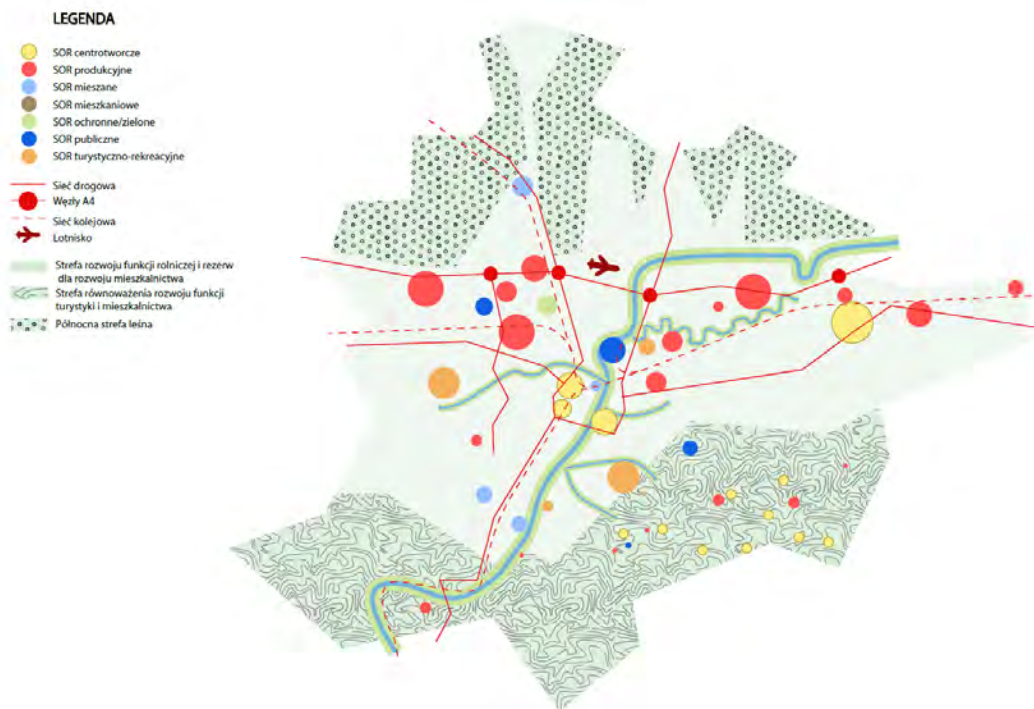 LEGENDA
SOR centrotworcze
SOR produkcyjne
SOR mieszane
SOR mieszkaniowe
SOR ochronne/zielone
SOR publiczne
SOR turystyczno-rekreacyjne
Sieć drogowa
Węzły A4
Sieć kolejowa
Lotnisko
Strefa rozwoju funkcji rolniczej i rezerw
dla rozwoju mieszkalnictwa
Strefa równoważenia rozwoju funkcji
turystyki i mieszkalnictwa
Północna strefa leśna